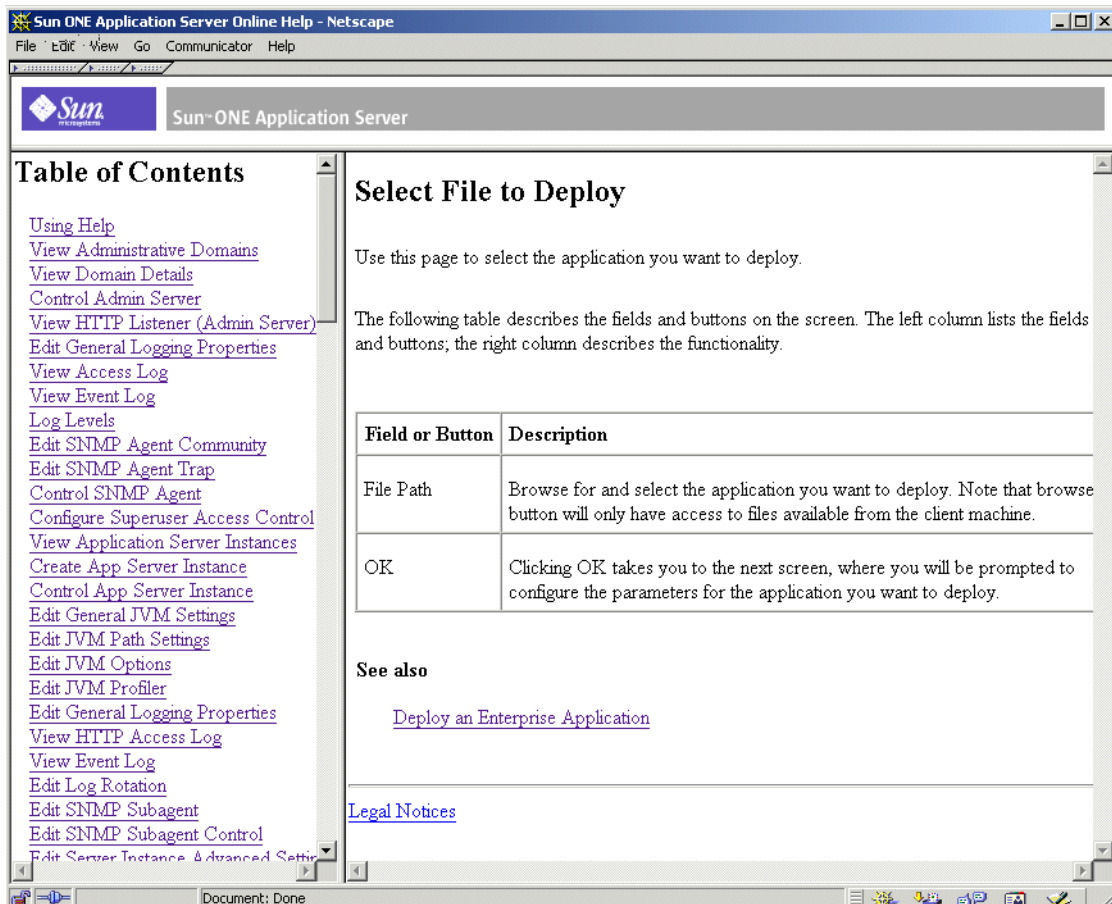 Sun ONE Application Server Online Help - Netscape
File Edit View Go Communicator Help
Sun
microsystems
Sun™ ONE Application Server
Table of Contents
Using Help
View Administrative Domains
View Domain Details
Control Admin Server
View HTTP Listener (Admin Server)
Edit General Logging Properties
View Access Log
View Event Log
Log Levels
Edit SNMP Agent Community
Edit SNMP Agent Trap
Control SNMP Agent
Configure Superuser Access Control
View Application Server Instances
Create App Server Instance
Control App Server Instance
Edit General JVM Settings
Edit JVM Path Settings
Edit JVM Options
Edit JVM Profiler
Edit General Logging Properties
View HTTP Access Log
View Event Log
Edit Log Rotation
Edit SNMP Subagent
Edit SNMP Subagent Control
Edit Server Instance Advanced Settin
Select File to Deploy
Use this page to select the application you want to deploy.
The following table describes the fields and buttons on the screen. The left column lists the fields
and buttons; the right column describes the functionality.
Field or Button Description
File Path
Browse for and select the application you want to deploy. Note that browse
button will only have access to files available from the client machine.
OK
Clicking OK takes you to the next screen, where you will be prompted to
configure the parameters for the application you want to deploy.
See also
Deploy an Enterprise Application
Legal Notices
Document: Done